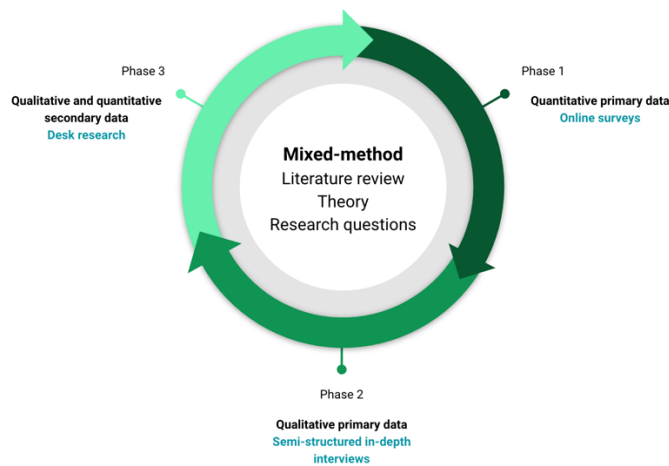 Phase 3
Qualitative and quantitative
secondary data
Desk research
Phase 1
Quantitative primary data
Online surveys
Mixed-method
Literature review
Theory
Research questions
Phase 2
Qualitative primary data
Semi-structured in-depth
interviews